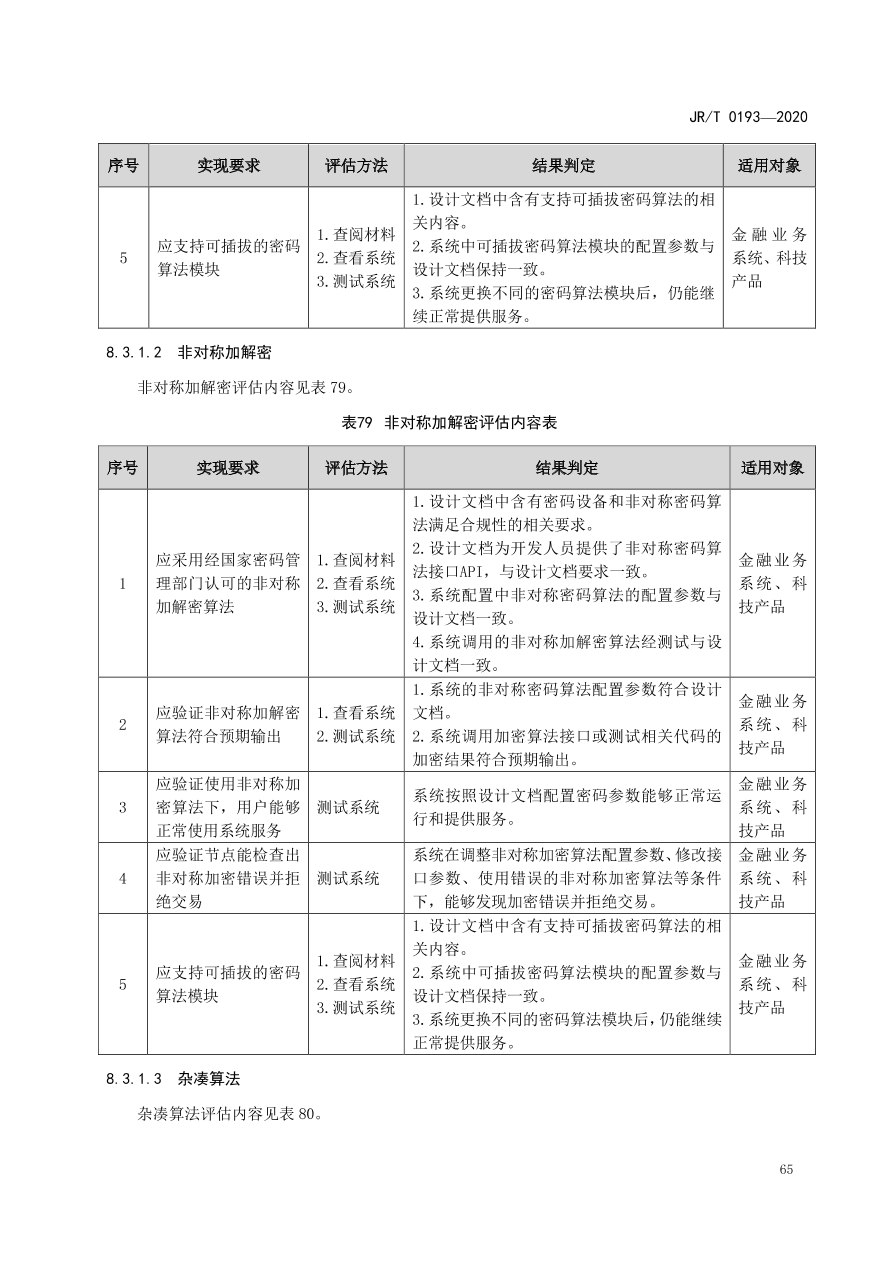 JR/T 0193—2020
序号 实现要求 评估方法 结果判定 适用对象
5
应支持可插拔的密码
算法模块
1.查阅材料
2.查看系统
3.测试系统
1.设计文档中含有支持可插拔密码算法的相
关内容。
2.系统中可插拔密码算法模块的配置参数与
设计文档保持一致。
3.系统更换不同的密码算法模块后，仍能继
续正常提供服务。
金融业务
系统、科技
产品
8.3.1.2 非对称加解密
非对称加解密评估内容见表 79。
表79 非对称加解密评估内容表
序号 实现要求 评估方法 结果判定 适用对象
1
应采用经国家密码管
理部门认可的非对称
加解密算法
1.查阅材料
2.查看系统
3.测试系统
1.设计文档中含有密码设备和非对称密码算
法满足合规性的相关要求。
2.设计文档为开发人员提供了非对称密码算
法接口API，与设计文档要求一致。
3.系统配置中非对称密码算法的配置参数与
设计文档一致。
4.系统调用的非对称加解密算法经测试与设
计文档一致。
金融业务
系统、科
技产品
2
应验证非对称加解密
算法符合预期输出
1.查看系统
2.测试系统
1.系统的非对称密码算法配置参数符合设计
文档。
2.系统调用加密算法接口或测试相关代码的
加密结果符合预期输出。
金融业务
系统、科
技产品
3
应验证使用非对称加
密算法下，用户能够
正常使用系统服务
测试系统
系统按照设计文档配置密码参数能够正常运
行和提供服务。
金融业务
系统、科
技产品
4
应验证节点能检查出
非对称加密错误并拒
绝交易
测试系统
系统在调整非对称加密算法配置参数、修改接
口参数、使用错误的非对称加密算法等条件
下，能够发现加密错误并拒绝交易。
金融业务
系统、科
技产品
5
应支持可插拔的密码
算法模块
1.查阅材料
2.查看系统
3.测试系统
1.设计文档中含有支持可插拔密码算法的相
关内容。
2.系统中可插拔密码算法模块的配置参数与
设计文档保持一致。
3.系统更换不同的密码算法模块后，仍能继续
正常提供服务。
金融业务
系统、科
技产品
8.3.1.3 杂凑算法
杂凑算法评估内容见表 80。
65